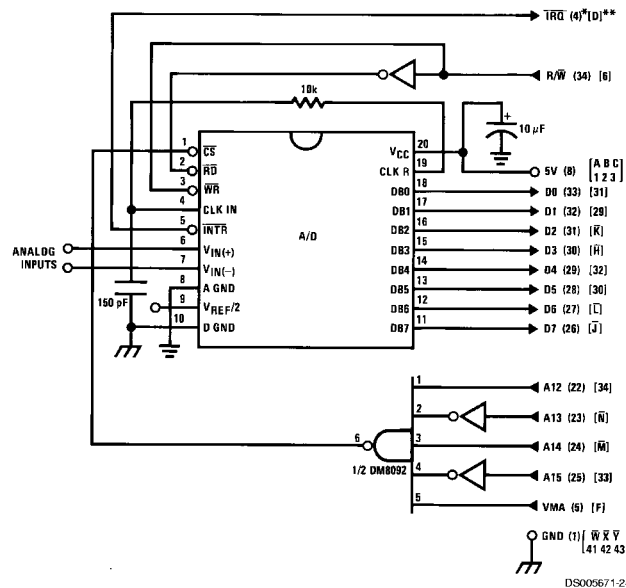 I̅R̅Q̅ (4)*[D]**
R/W̅ (34) [6]
10k
10 µF
+
1 C̅S̅
2 R̅D̅
3 W̅R̅
4 CLK IN
5 I̅N̅T̅R̅
6 VIN(+)
7 VIN(−)
8 A GND
9 VREF/2
10 D GND
ANALOG
INPUTS
150 pF
A/D
VCC 20
CLK R 19
DB0 18
DB1 17
DB2 16
DB3 15
DB4 14
DB5 13
DB6 12
DB7 11
5V (8) [A B C
1 2 3]
D0 (33) [31]
D1 (32) [29]
D2 (31) [K̅]
D3 (30) [H̅]
D4 (29) [32]
D5 (28) [30]
D6 (27) [L̅]
D7 (26) [J̅]
1 A12 (22) [34]
2 A13 (23) [N̅]
3 A14 (24) [M̅]
4 A15 (25) [33]
5 VMA (5) [F]
6
1/2 DM8092
GND (1) [W̅ X̅ Y̅
41 42 43
DS005671-2